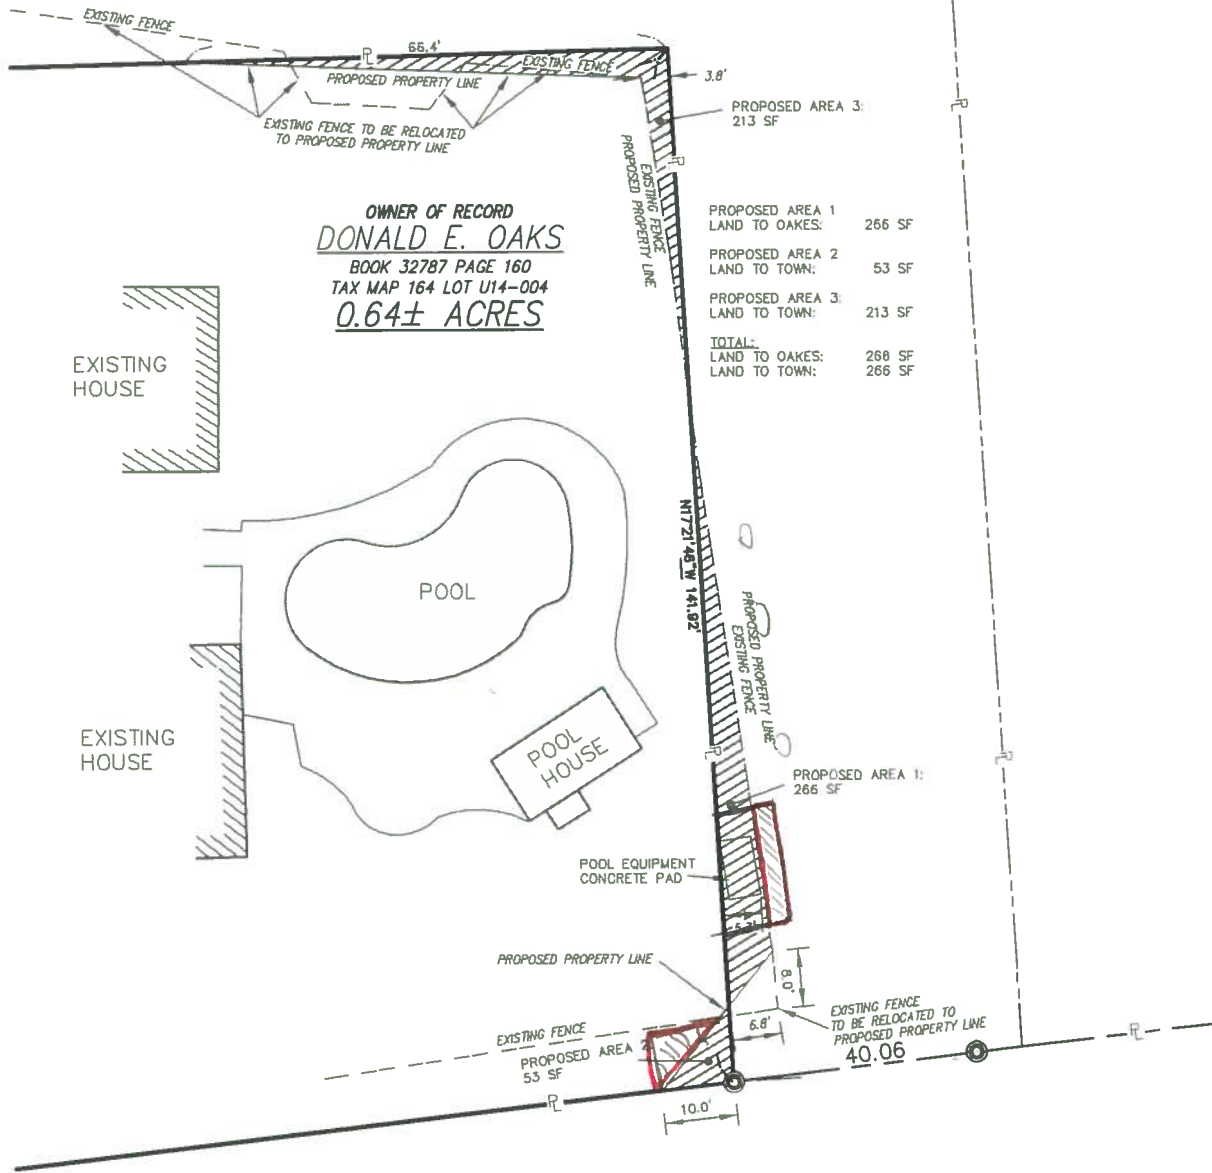 EXISTING FENCE
PL
66.4'
EXISTING FENCE
PROPOSED PROPERTY LINE
3.8'
EXISTING FENCE TO BE RELOCATED
TO PROPOSED PROPERTY LINE
PROPOSED AREA 3:
213 SF
PL
PL
EXISTING FENCE
PROPOSED PROPERTY LINE
OWNER OF RECORD
DONALD E. OAKS
BOOK 32787 PAGE 160
TAX MAP 164 LOT U14-004
0.64± ACRES
PROPOSED AREA 1
LAND TO OAKES: 266 SF
PROPOSED AREA 2
LAND TO TOWN: 53 SF
PROPOSED AREA 3:
LAND TO TOWN: 213 SF
TOTAL:
LAND TO OAKES: 266 SF
LAND TO TOWN: 266 SF
EXISTING
HOUSE
N17°21'46"W 141.92'
POOL
PROPOSED PROPERTY LINE
EXISTING FENCE
EXISTING
HOUSE
POOL
HOUSE
PL
PL
PROPOSED AREA 1:
266 SF
POOL EQUIPMENT
CONCRETE PAD
PROPOSED PROPERTY LINE
8.0'
EXISTING FENCE
TO BE RELOCATED TO
PROPOSED PROPERTY LINE
6.8'
EXISTING FENCE
PROPOSED AREA
53 SF
40.06
PL
PL
10.0'